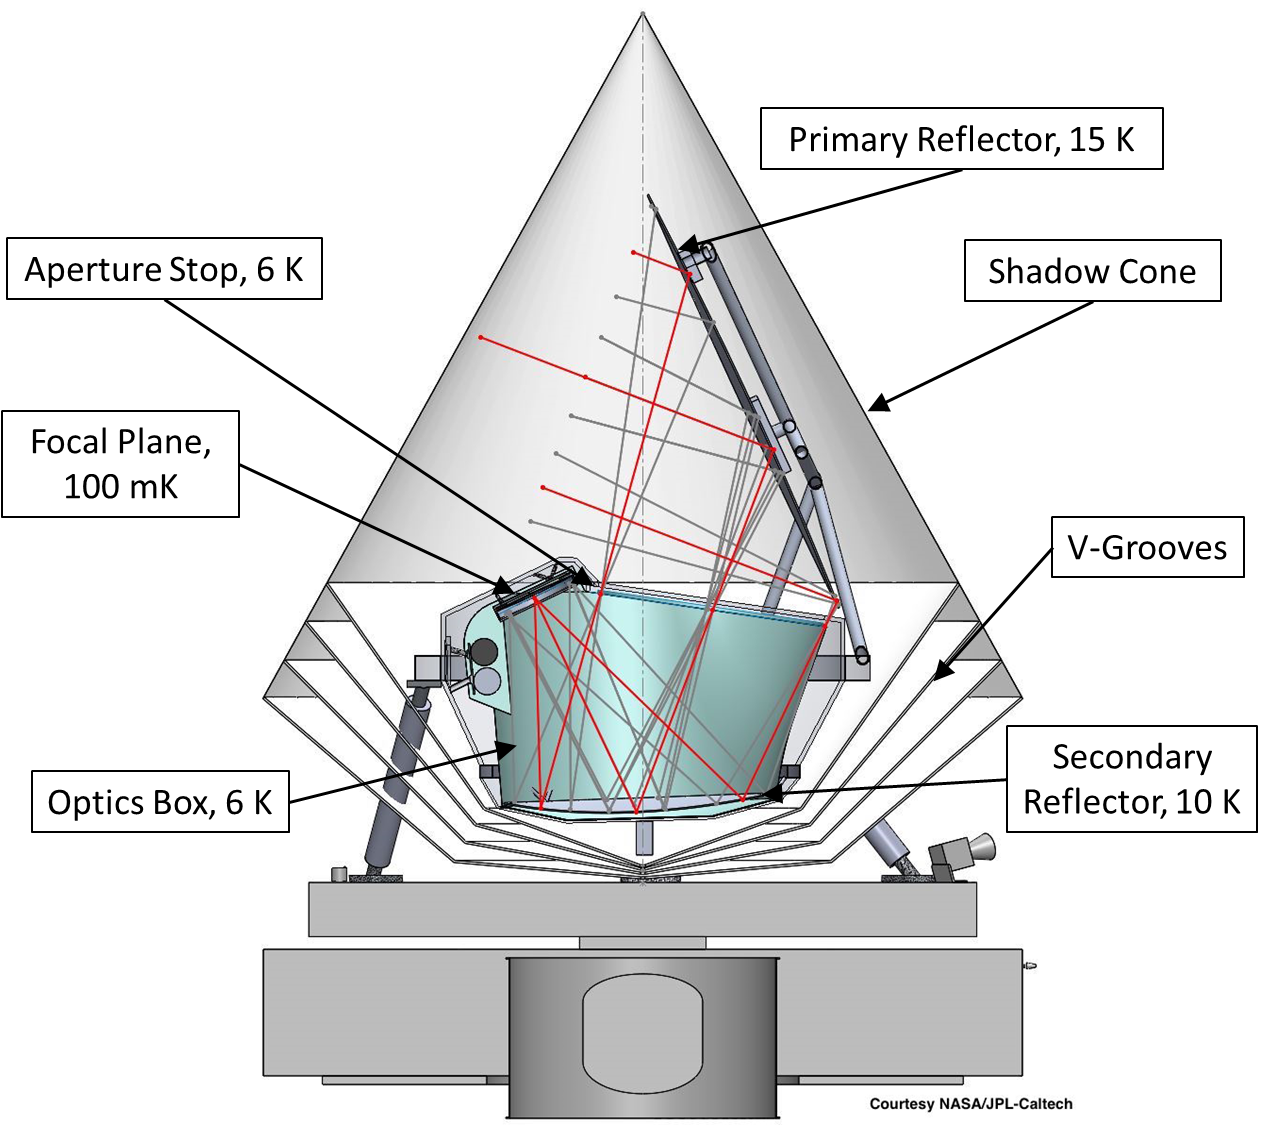 Primary Reflector, 15 K
Aperture Stop, 6 K
Shadow Cone
Focal Plane,
100 mK
V-Grooves
Optics Box, 6 K
Secondary
Reflector, 10 K
Courtesy NASA/JPL-Caltech